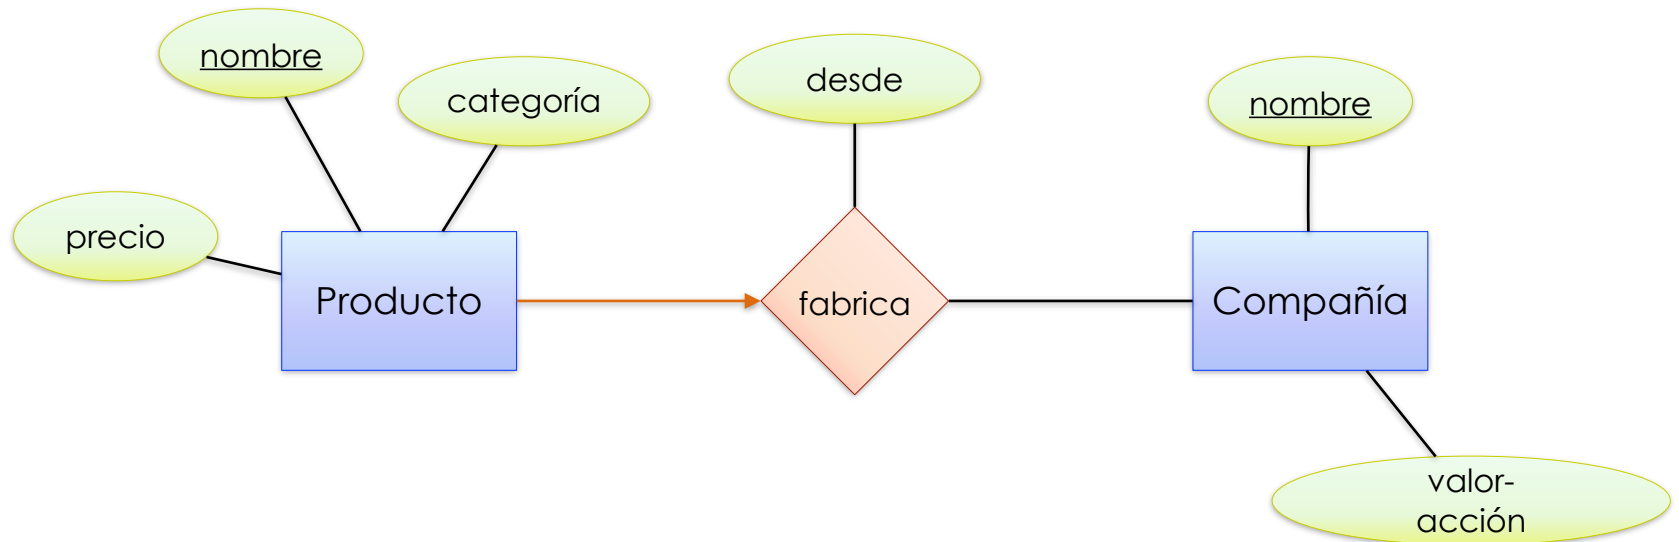 nombre
categoría
desde
nombre
precio
Producto
fabrica
Compañía
valor-
acción